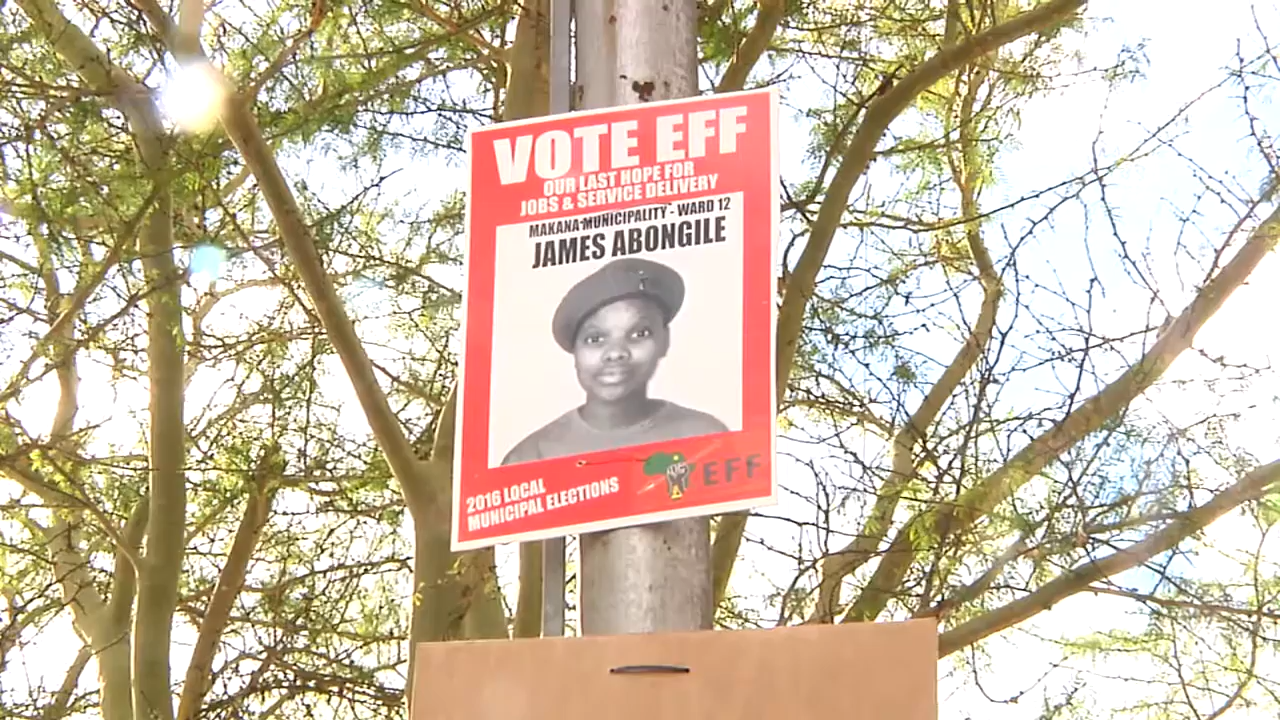 VOTE EFF
OUR LAST HOPE FOR
JOBS & SERVICE DELIVERY
MAKANA MUNICIPALITY - WARD 12
JAMES ABONGILE
EFF
2016 LOCAL
MUNICIPAL ELECTIONS